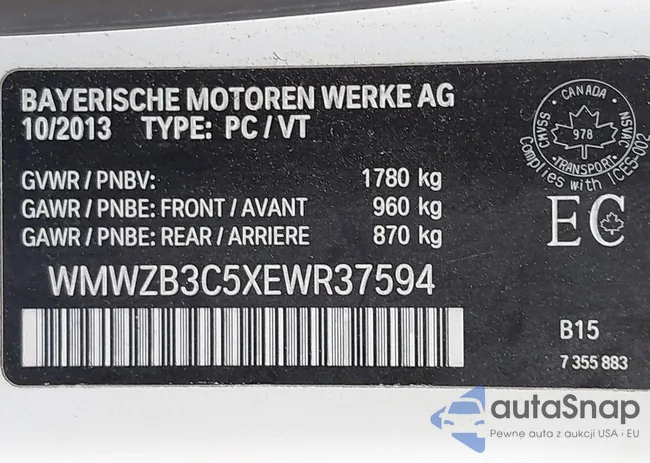 BAYERISCHE MOTOREN WERKE AG
10/2013 TYPE: PC / VT
GVWR / PNBV: 1780 kg
GAWR / PNBE: FRONT / AVANT 960 kg
GAWR / PNBE: REAR / ARRIERE 870 kg
WMWZB3C5XEWR37594
CANADA
CMVSS
978
NSVAC
TRANSPORT
Complies with ICES-002
EC
B15
7 355 883
autaSnap
Pewne auta z aukcji USA i EU